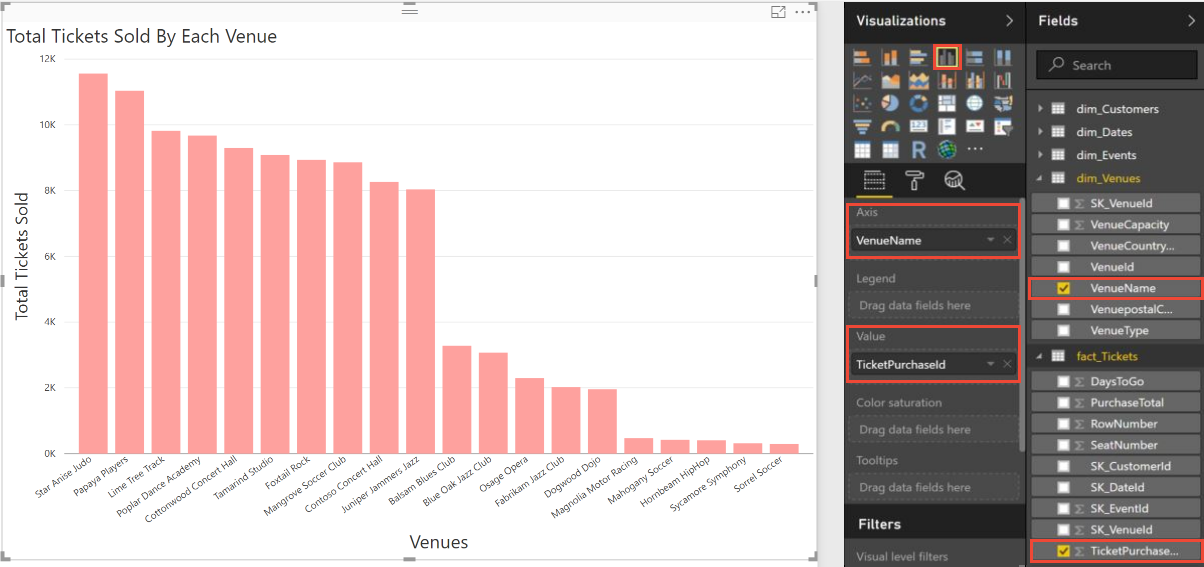 Total Tickets Sold By Each Venue
12K
10K
8K
6K
4K
2K
0K
Total Tickets Sold
Star Anise Judo
Papaya Players
Lime Tree Track
Poplar Dance Academy
Cottonwood Concert Hall
Tamarind Studio
Foxtail Rock
Mangrove Soccer Club
Contoso Concert Hall
Juniper Jammers Jazz
Balsam Blues Club
Blue Oak Jazz Club
Osage Opera
Fabrikam Jazz Club
Dogwood Dojo
Magnolia Motor Racing
Mahogany Soccer
Hornbeam HipHop
Sycamore Symphony
Sorrel Soccer
Venues
Visualizations
123
R
Axis
VenueName
Legend
Drag data fields here
Value
TicketPurchaseId
Color saturation
Drag data fields here
Tooltips
Drag data fields here
Filters
Visual level filters
Fields
Search
dim_Customers
dim_Dates
dim_Events
dim_Venues
Σ SK_VenueId
Σ VenueCapacity
VenueCountry...
VenueId
VenueName
VenuepostalC...
VenueType
fact_Tickets
Σ DaysToGo
Σ PurchaseTotal
Σ RowNumber
Σ SeatNumber
SK_CustomerId
SK_DateId
Σ SK_EventId
Σ SK_VenueId
Σ TicketPurchase...